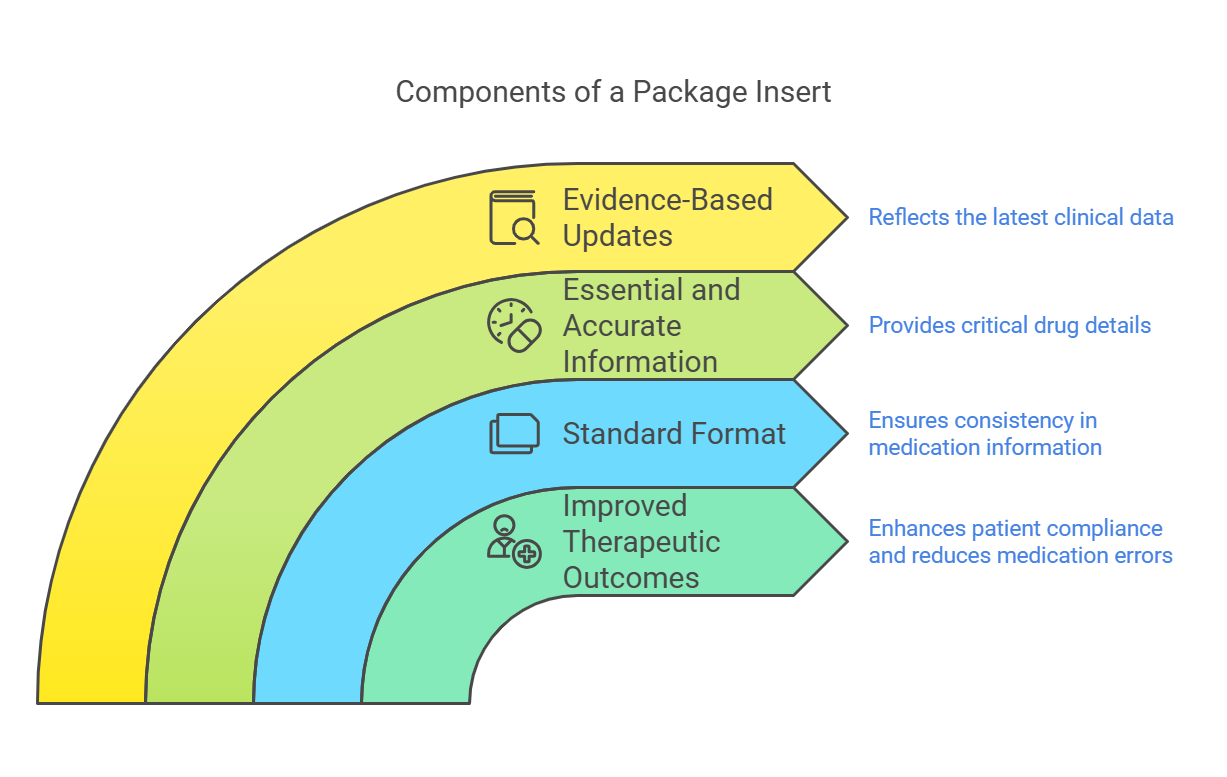 Components of a Package Insert
Evidence-Based
Updates
Reflects the latest clinical data
Essential and
Accurate
Information
Provides critical drug details
Standard Format
Ensures consistency in
medication information
Improved
Therapeutic
Outcomes
Enhances patient compliance
and reduces medication errors